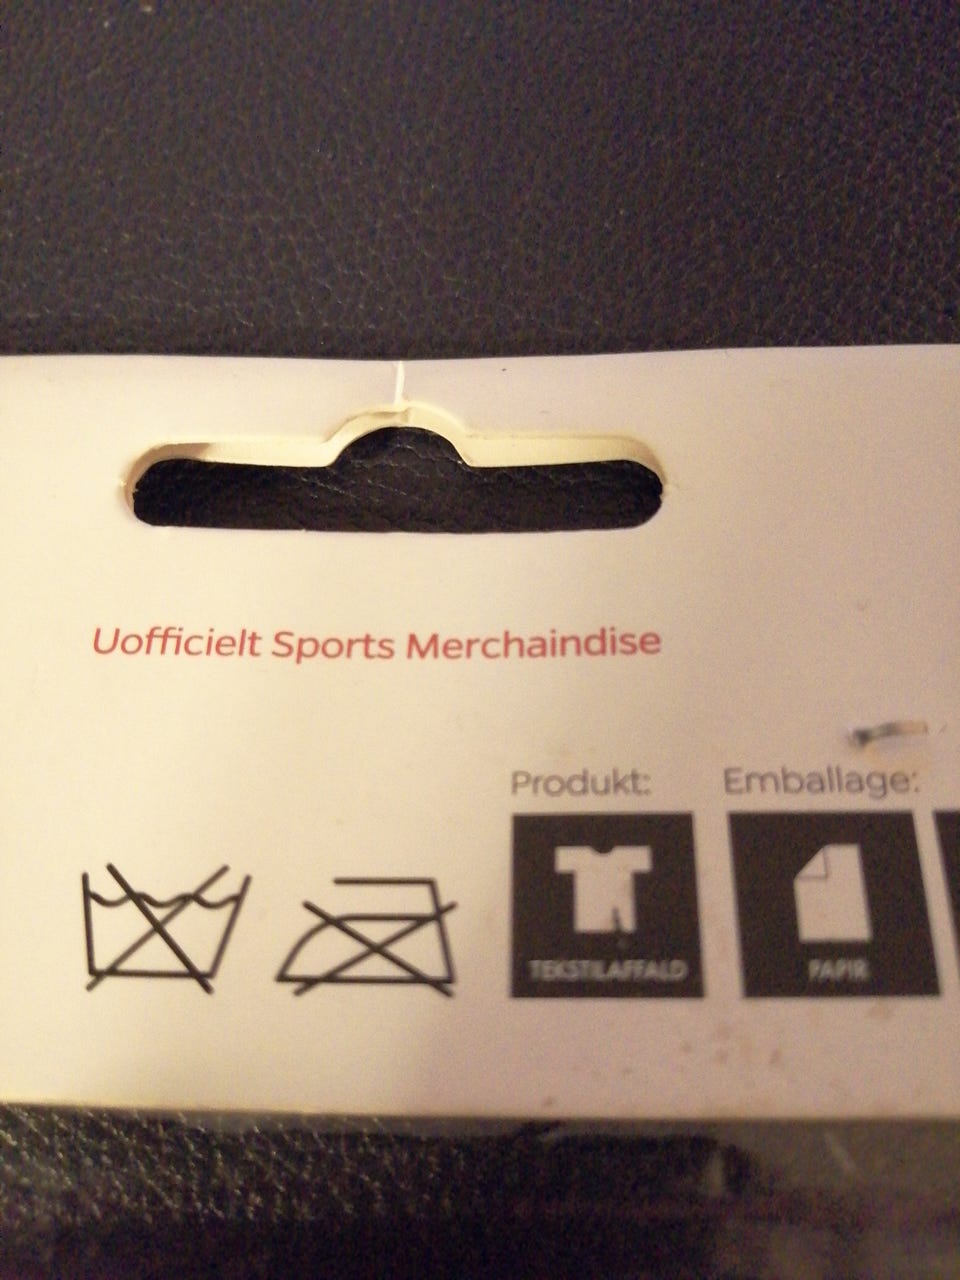 Uofficielt Sports Merchaindise
Produkt: Emballage:
TEKSTILAFFALD PAPIR